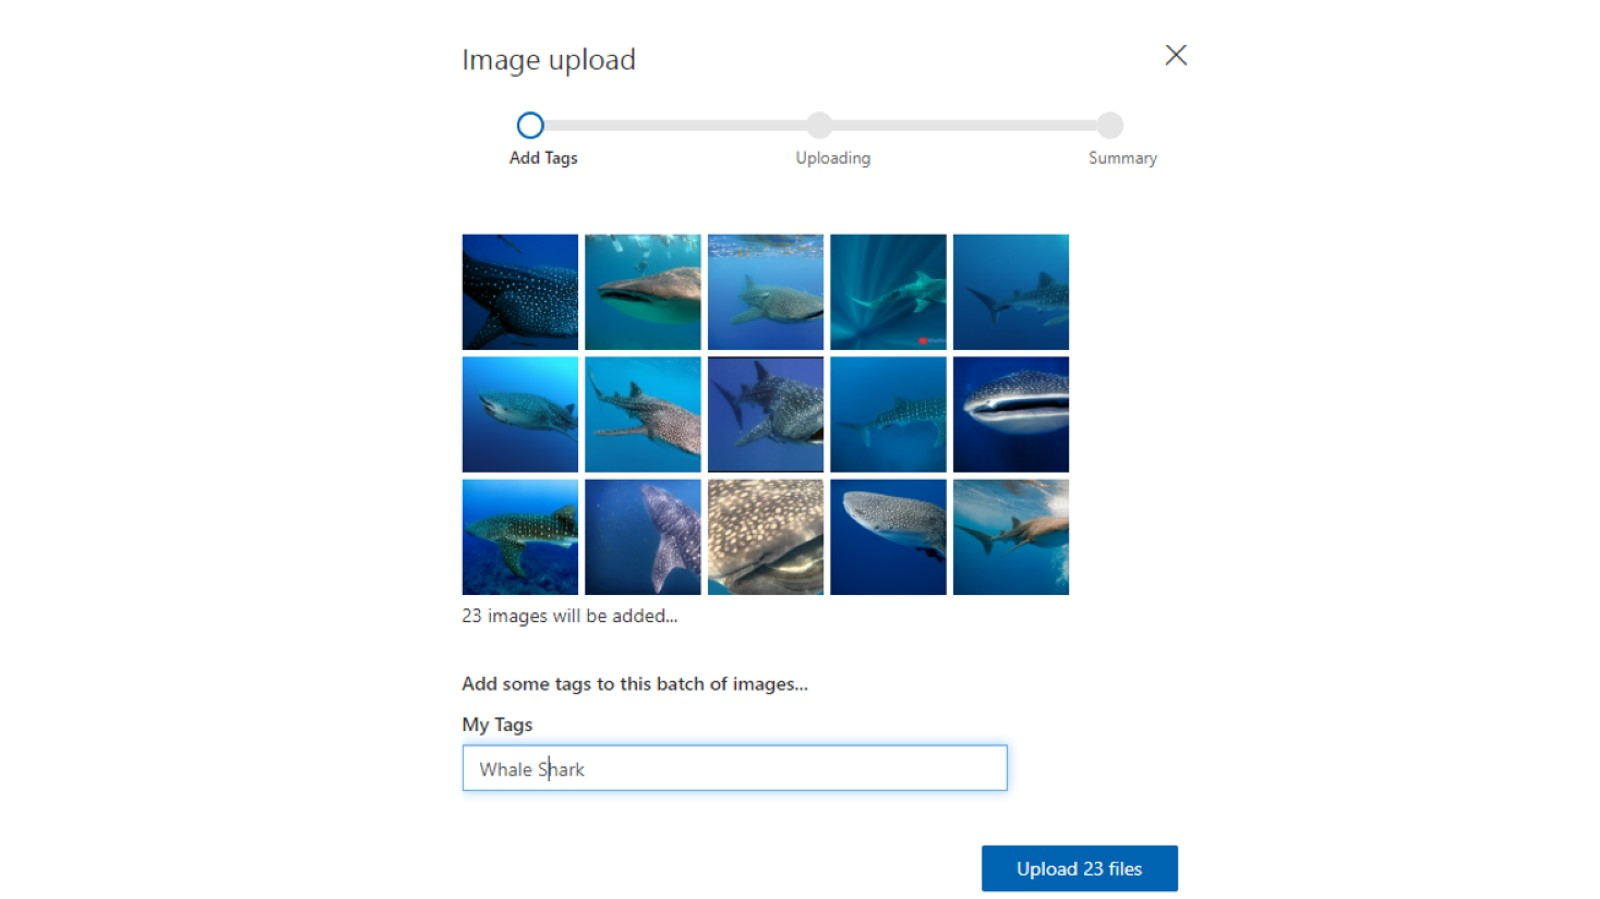 Image upload
Add Tags
Uploading
Summary
23 images will be added...
Add some tags to this batch of images...
My Tags
Whale Shark
Upload 23 files